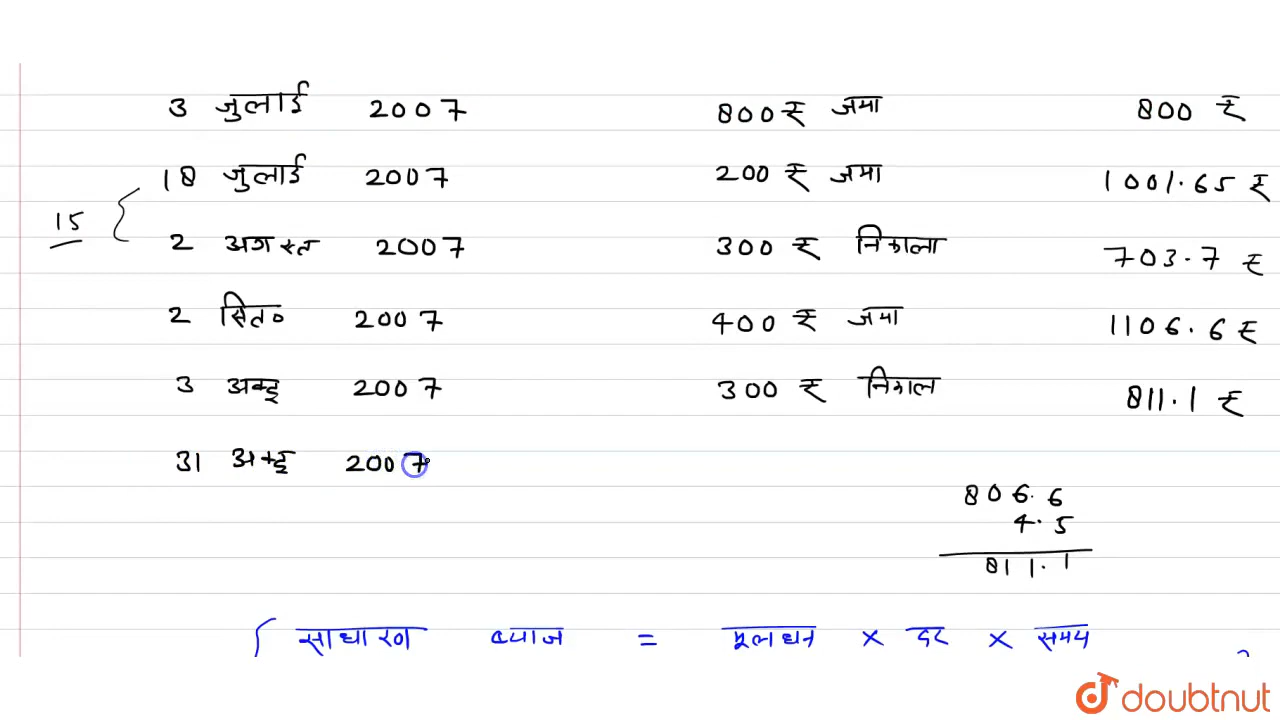 3 जुलाई 2007 800 ₹ जमा 800 ₹
18 जुलाई 2007 200 ₹ जमा 1001.65 ₹
15
2 अगस्त 2007 300 ₹ निकाला 703.7 ₹
2 सित० 2007 400 ₹ जमा 1106.6 ₹
3 अक्टू 2007 300 ₹ निकाल 811.1 ₹
31 अक्टू 2007
806.6
4.5
811.1
साधारण ब्याज = मूलधन × दर × समय
doubtnut